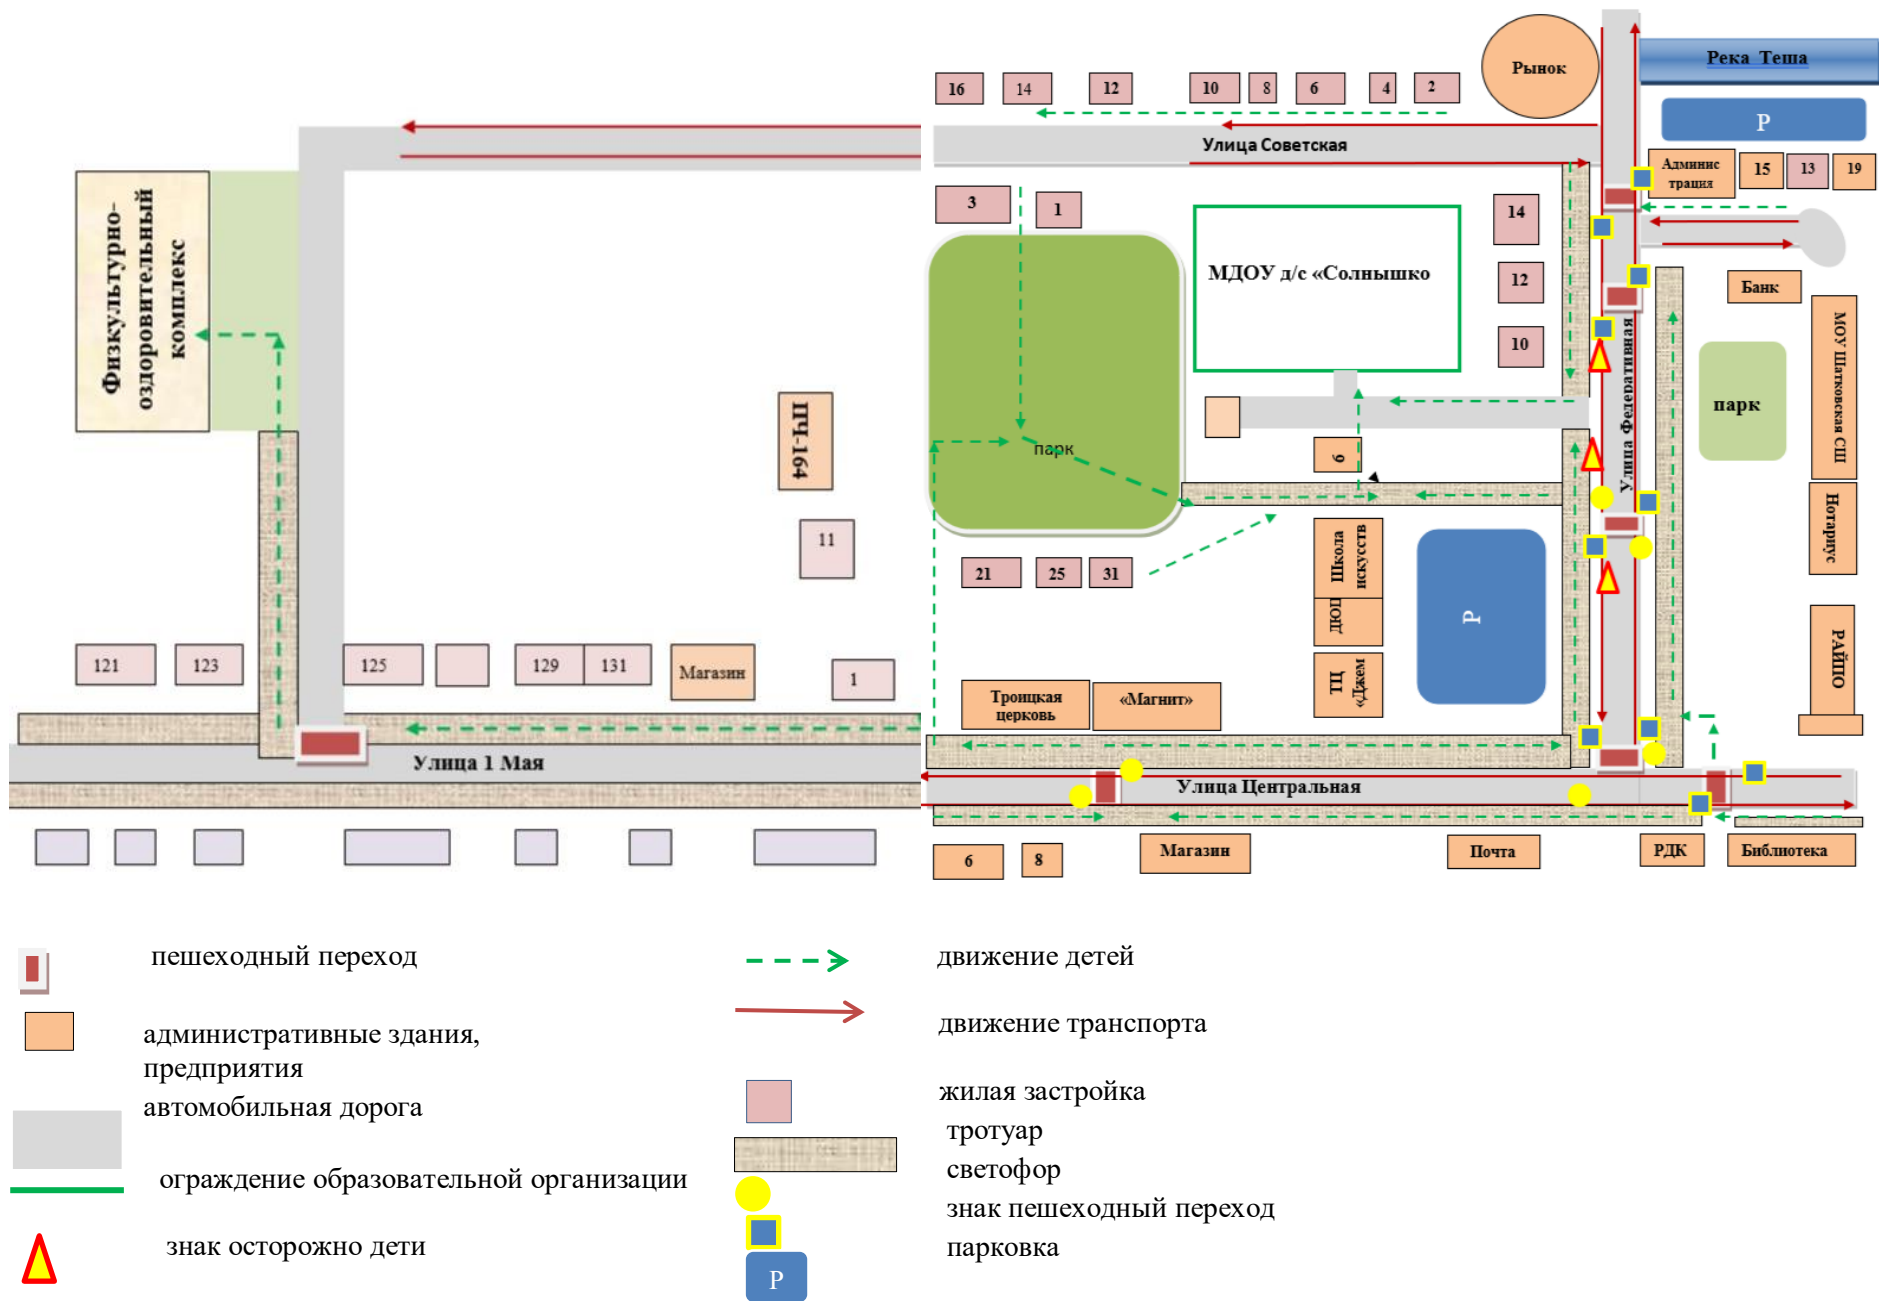 Рынок
Река Теша
P
16
14
12
10
8
6
4
2
Улица Советская
Админис
трация
15
13
19
3
1
14
12
10
МДОУ д/с «Солнышко
Физкультурно-
оздоровительный
комплекс
Банк
МОУ Шатковская СШ
Улица Федеративная
парк
парк
6
ПЧ-164
11
Нотариус
Школа
искусств
ДЮП
ТЦ
«Джем
P
21
25
31
РАЙПО
121
123
125
129
131
Магазин
1
Троицкая
церковь
«Магнит»
Улица 1 Мая
Улица Центральная
6
8
Магазин
Почта
РДК
Библиотека
пешеходный переход
движение детей
административные здания,
предприятия
движение транспорта
автомобильная дорога
жилая застройка
тротуар
ограждение образовательной организации
светофор
знак пешеходный переход
знак осторожно дети
парковка
P